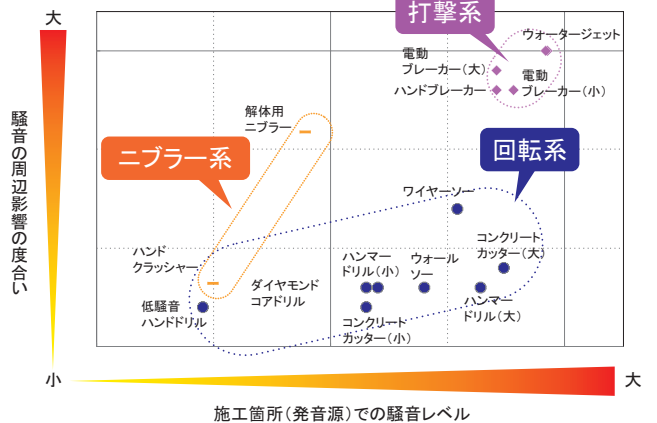 大
打撃系
ウォータージェット
電動
ブレーカー(大)
ハンドブレーカー
電動
ブレーカー(小)
解体用
ニブラー
ニブラー系
回転系
騒音の周辺影響の度合い
ワイヤーソー
ハンド
クラッシャー
ダイヤモンド
コアドリル
ハンマー
ドリル(小)
ウォール
ソー
コンクリート
カッター(大)
低騒音
ハンドドリル
コンクリート
カッター(小)
ハンマー
ドリル(大)
小
大
施工箇所(発音源)での騒音レベル